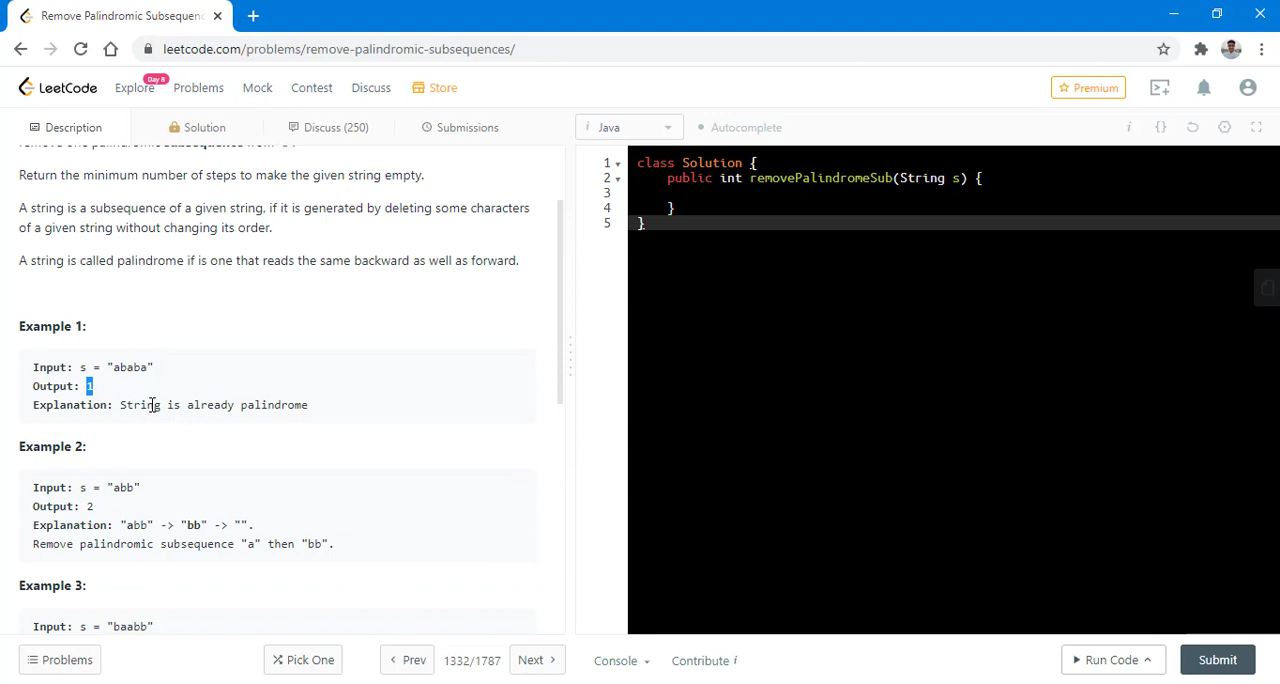 Remove Palindromic Subsequenc
leetcode.com/problems/remove-palindromic-subsequences/
LeetCode
Explore
Day 8
Problems
Mock
Contest
Discuss
Store
Premium
Description
Solution
Discuss (250)
Submissions
i Java
Autocomplete
Return the minimum number of steps to make the given string empty.
A string is a subsequence of a given string, if it is generated by deleting some characters
of a given string without changing its order.
A string is called palindrome if is one that reads the same backward as well as forward.
Example 1:
Input: s = "ababa"
Output: 1
Explanation: String is already palindrome
Example 2:
Input: s = "abb"
Output: 2
Explanation: "abb" -> "bb" -> "".
Remove palindromic subsequence "a" then "bb".
Example 3:
Input: s = "baabb"
1 class Solution {
2 public int removePalindromeSub(String s) {
3
4 }
5 }
Problems
Pick One
Prev
1332/1787
Next
Console
Contribute i
Run Code
Submit